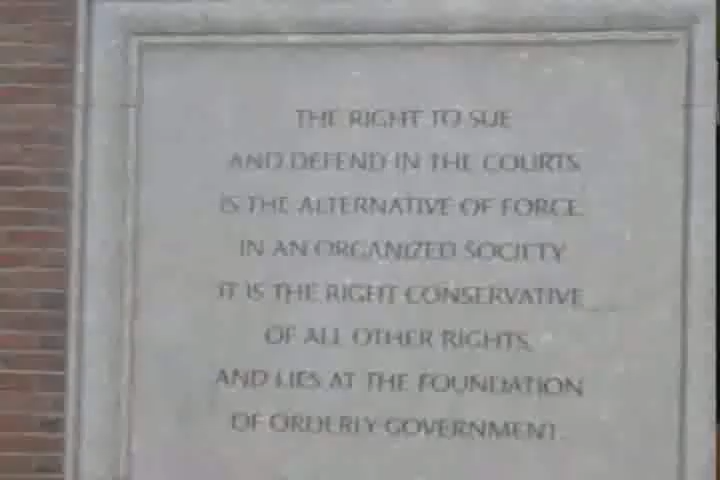 THE RIGHT TO SUE
AND DEFEND IN THE COURTS
IS THE ALTERNATIVE OF FORCE.
IN AN ORGANIZED SOCIETY
IT IS THE RIGHT CONSERVATIVE
OF ALL OTHER RIGHTS,
AND LIES AT THE FOUNDATION
OF ORDERLY GOVERNMENT.